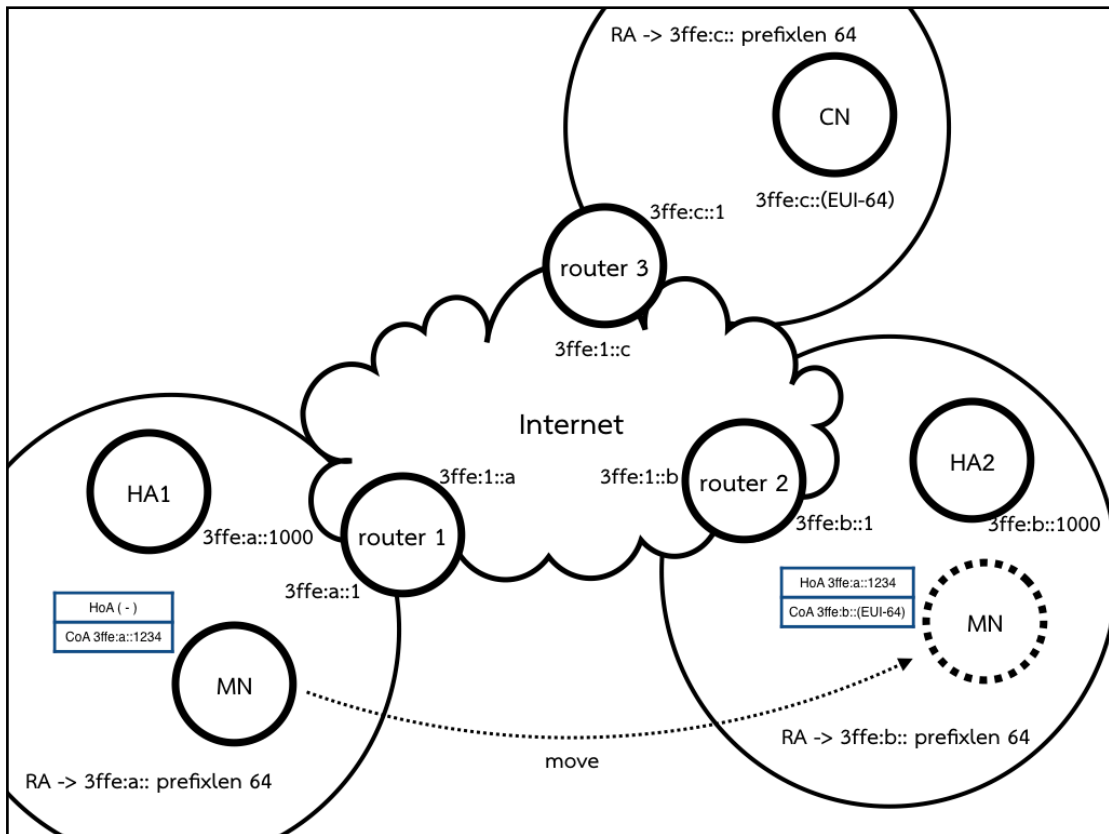 RA -> 3ffe:c:: prefixlen 64
CN
3ffe:c::(EUI-64)
3ffe:c::1
router 3
3ffe:1::c
Internet
HA1
3ffe:a::1000
3ffe:1::a
router 1
3ffe:a::1
HoA ( - )
CoA 3ffe:a::1234
MN
RA -> 3ffe:a:: prefixlen 64
move
3ffe:1::b
router 2
3ffe:b::1
HA2
3ffe:b::1000
HoA 3ffe:a::1234
CoA 3ffe:b::(EUI-64)
MN
RA -> 3ffe:b:: prefixlen 64